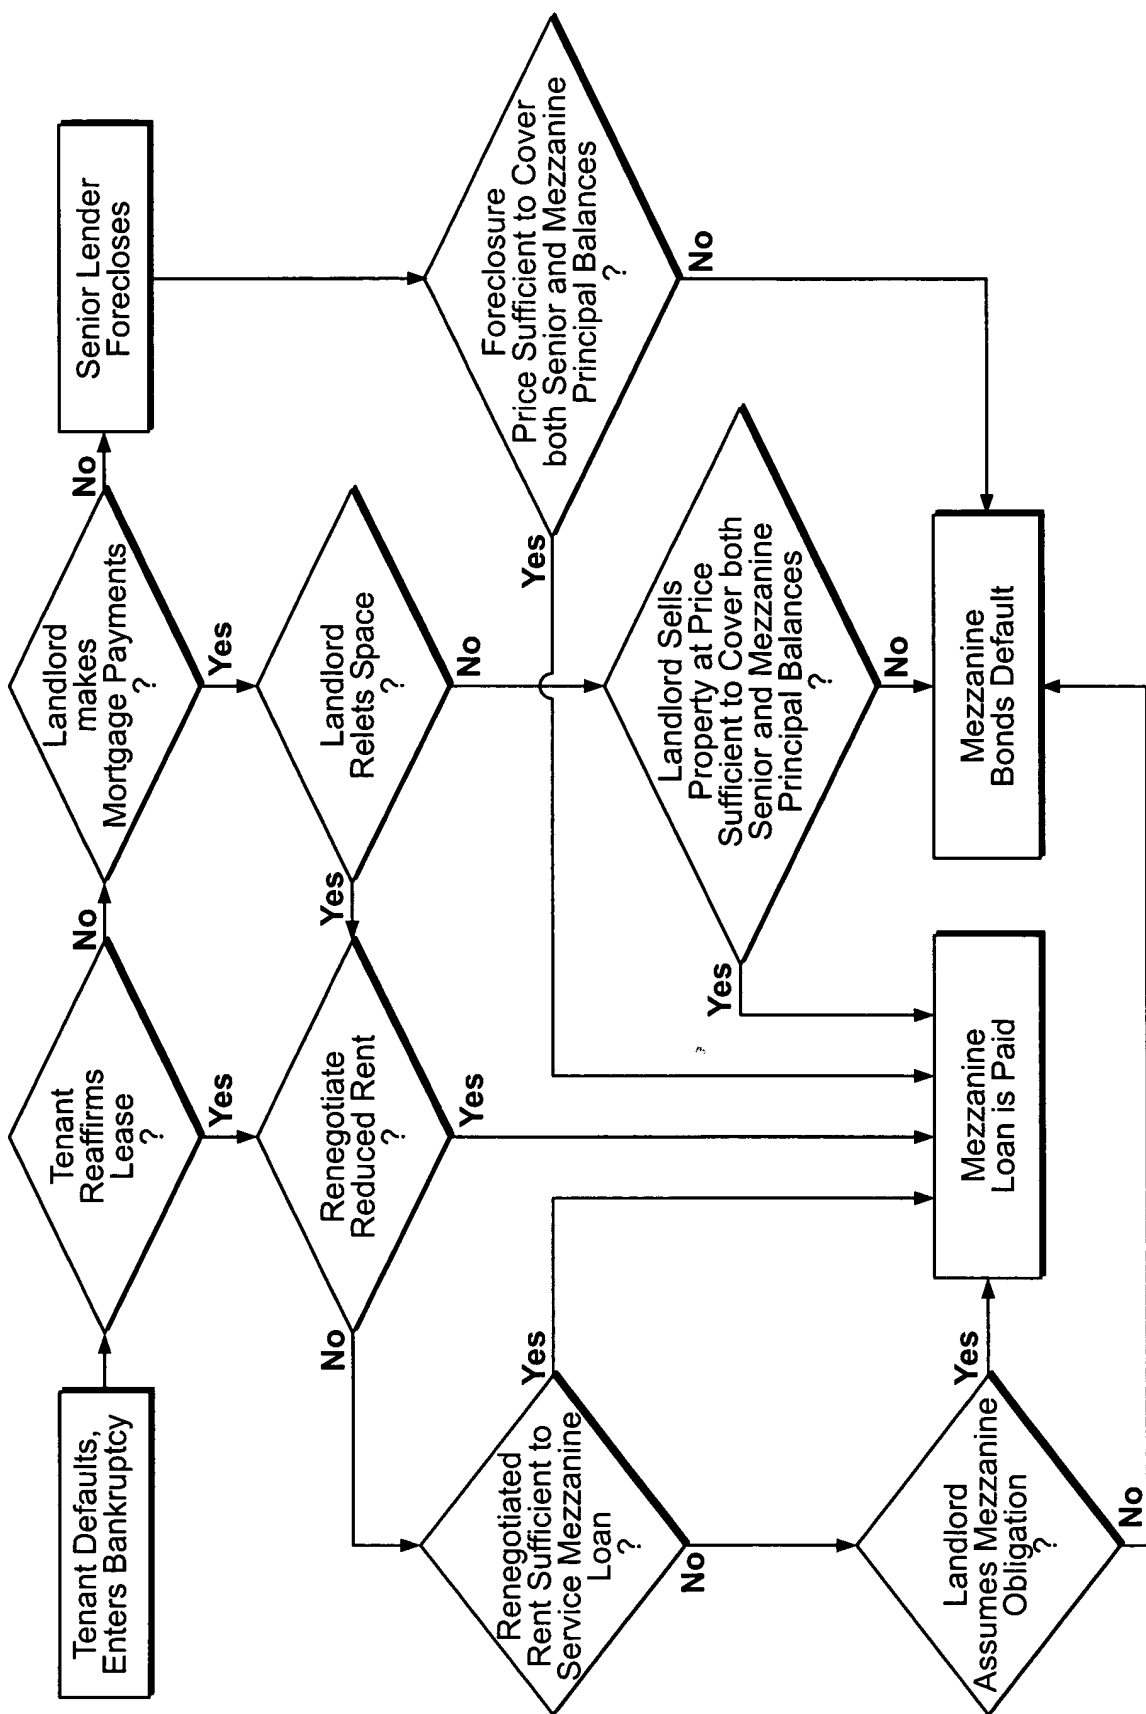 Tenant Defaults,
Enters Bankruptcy
Tenant
Reaffirms
Lease
?
No
Yes
Landlord
makes
Mortgage Payments
?
No
Yes
Senior Lender
Forecloses
Renegotiate
Reduced Rent
?
No
Yes
Landlord
Relets Space
?
Yes
No
Foreclosure
Price Sufficient to Cover
both Senior and Mezzanine
Principal Balances
?
Yes
No
Renegotiated
Rent Sufficient to
Service Mezzanine
Loan
?
Yes
No
Landlord Sells
Property at Price
Sufficient to Cover both
Senior and Mezzanine
Principal Balances
?
Yes
No
Landlord
Assumes Mezzanine
Obligation
?
Yes
No
Mezzanine
Loan is Paid
Mezzanine
Bonds Default